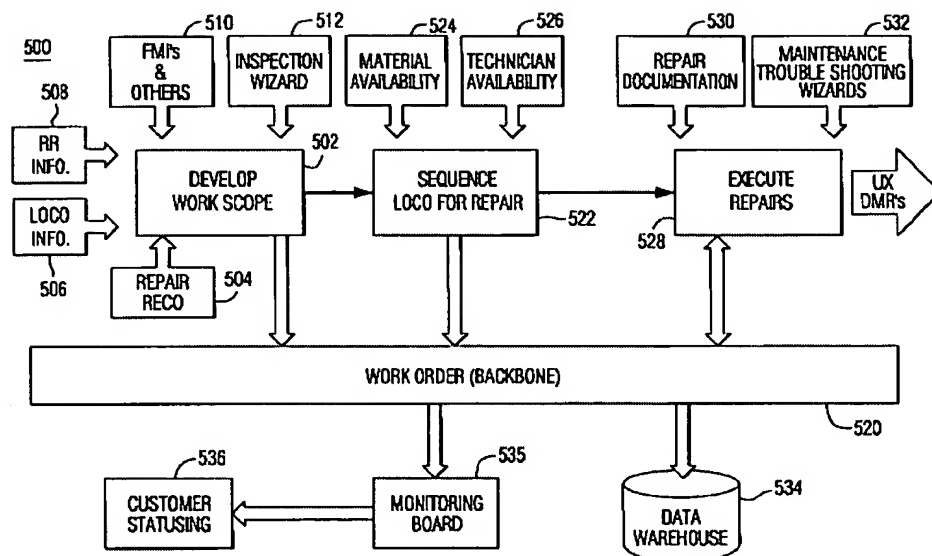 500
510
512
524
526
530
532
FMI's
&
OTHERS
INSPECTION
WIZARD
MATERIAL
AVAILABILITY
TECHNICIAN
AVAILABILITY
REPAIR
DOCUMENTATION
MAINTENANCE
TROUBLE SHOOTING
WIZARDS
508
RR
INFO.
502
DEVELOP
WORK SCOPE
SEQUENCE
LOCO FOR REPAIR
522
EXECUTE
REPAIRS
528
UX
DMR's
LOCO
INFO.
506
REPAIR
RECO
504
WORK ORDER (BACKBONE)
520
536
CUSTOMER
STATUSING
535
MONITORING
BOARD
534
DATA
WAREHOUSE